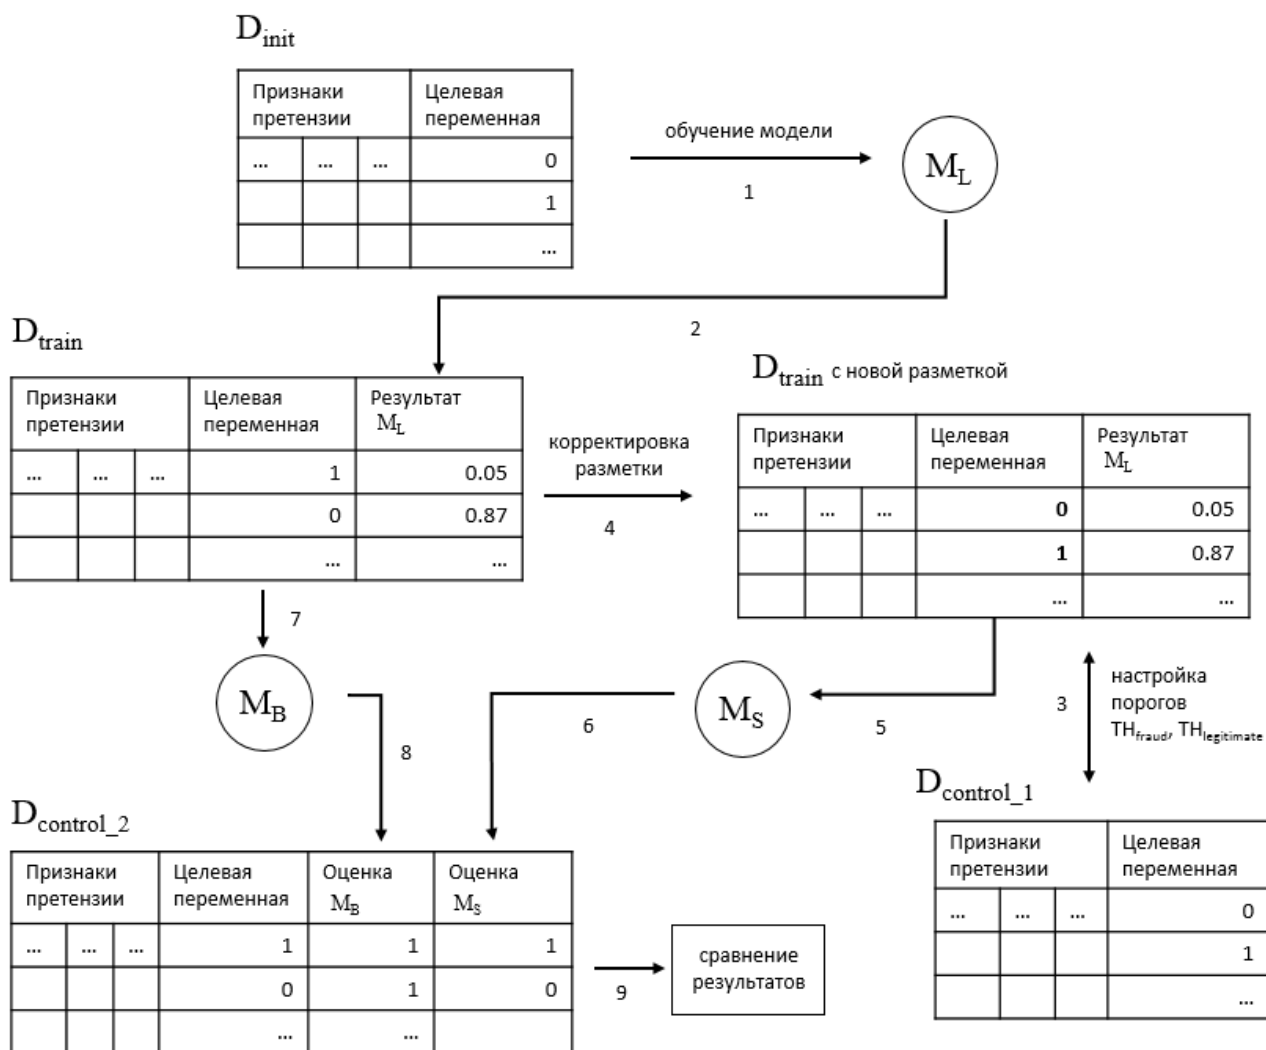 D_init
Признаки претензии
Целевая переменная
... ... ... 0
1
...
обучение модели
1
M_L
2
D_train
Признаки претензии
Целевая переменная
Результат M_L
... ... ... 1 0.05
0 0.87
... ...
корректировка
разметки
4
D_train с новой разметкой
Признаки претензии
Целевая переменная
Результат M_L
... ... ... 0 0.05
1 0.87
... ...
7
M_B
8
6
M_S
5
3
настройка
порогов
TH_fraud, TH_legitimate
D_control_1
Признаки претензии
Целевая переменная
... ... ... 0
1
...
D_control_2
Признаки претензии
Целевая переменная
Оценка M_B
Оценка M_S
... ... ... 1 1 1
0 1 0
... ...
9
сравнение
результатов